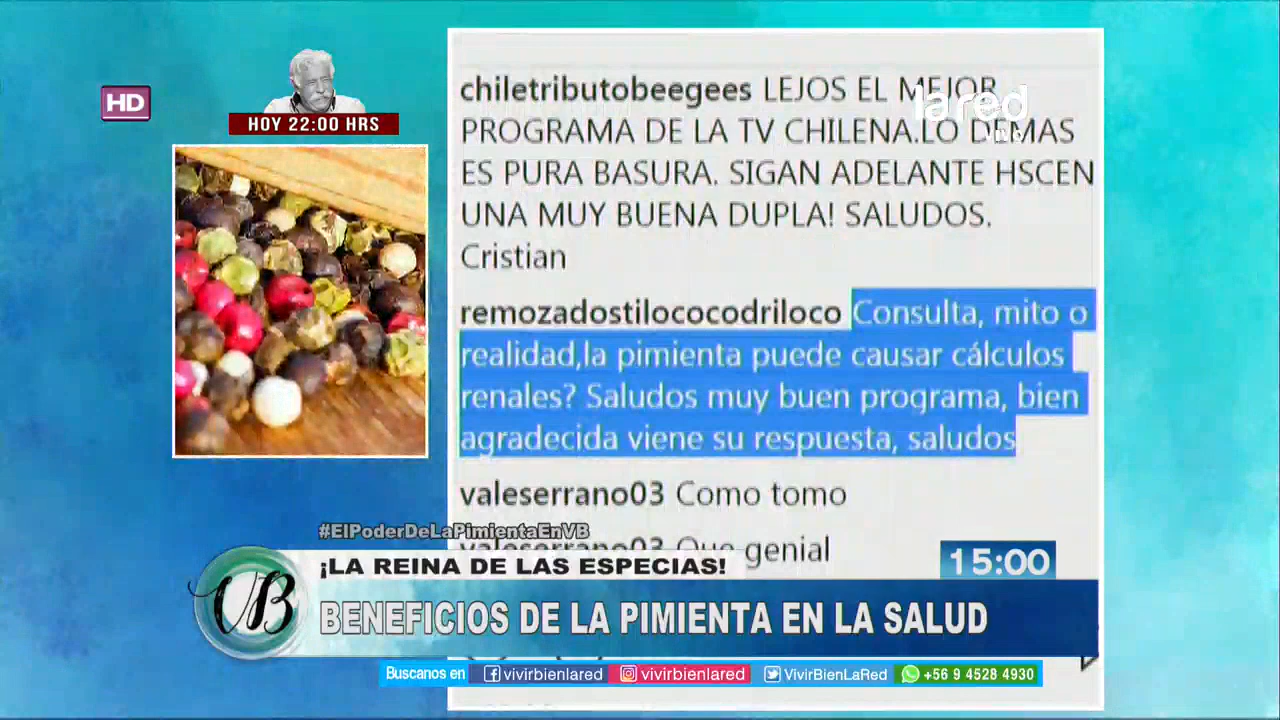 HD
HOY 22:00 HRS
lared
chiletributobeegees LEJOS EL MEJOR
PROGRAMA DE LA TV CHILENA.LO DEMAS
ES PURA BASURA. SIGAN ADELANTE HSCEN
UNA MUY BUENA DUPLA! SALUDOS.
Cristian
remozadostilococodriloco Consulta, mito o
realidad,la pimienta puede causar cálculos
renales? Saludos muy buen programa, bien
agradecida viene su respuesta, saludos
valeserrano03 Como tomo
valeserrano03 Que genial
#ElPoderDeLaPimientaEnVB
15:00
¡LA REINA DE LAS ESPECIAS!
VB
BENEFICIOS DE LA PIMIENTA EN LA SALUD
Buscanos en vivirbienlared vivirbienlared VivirBienLaRed +56 9 4528 4930